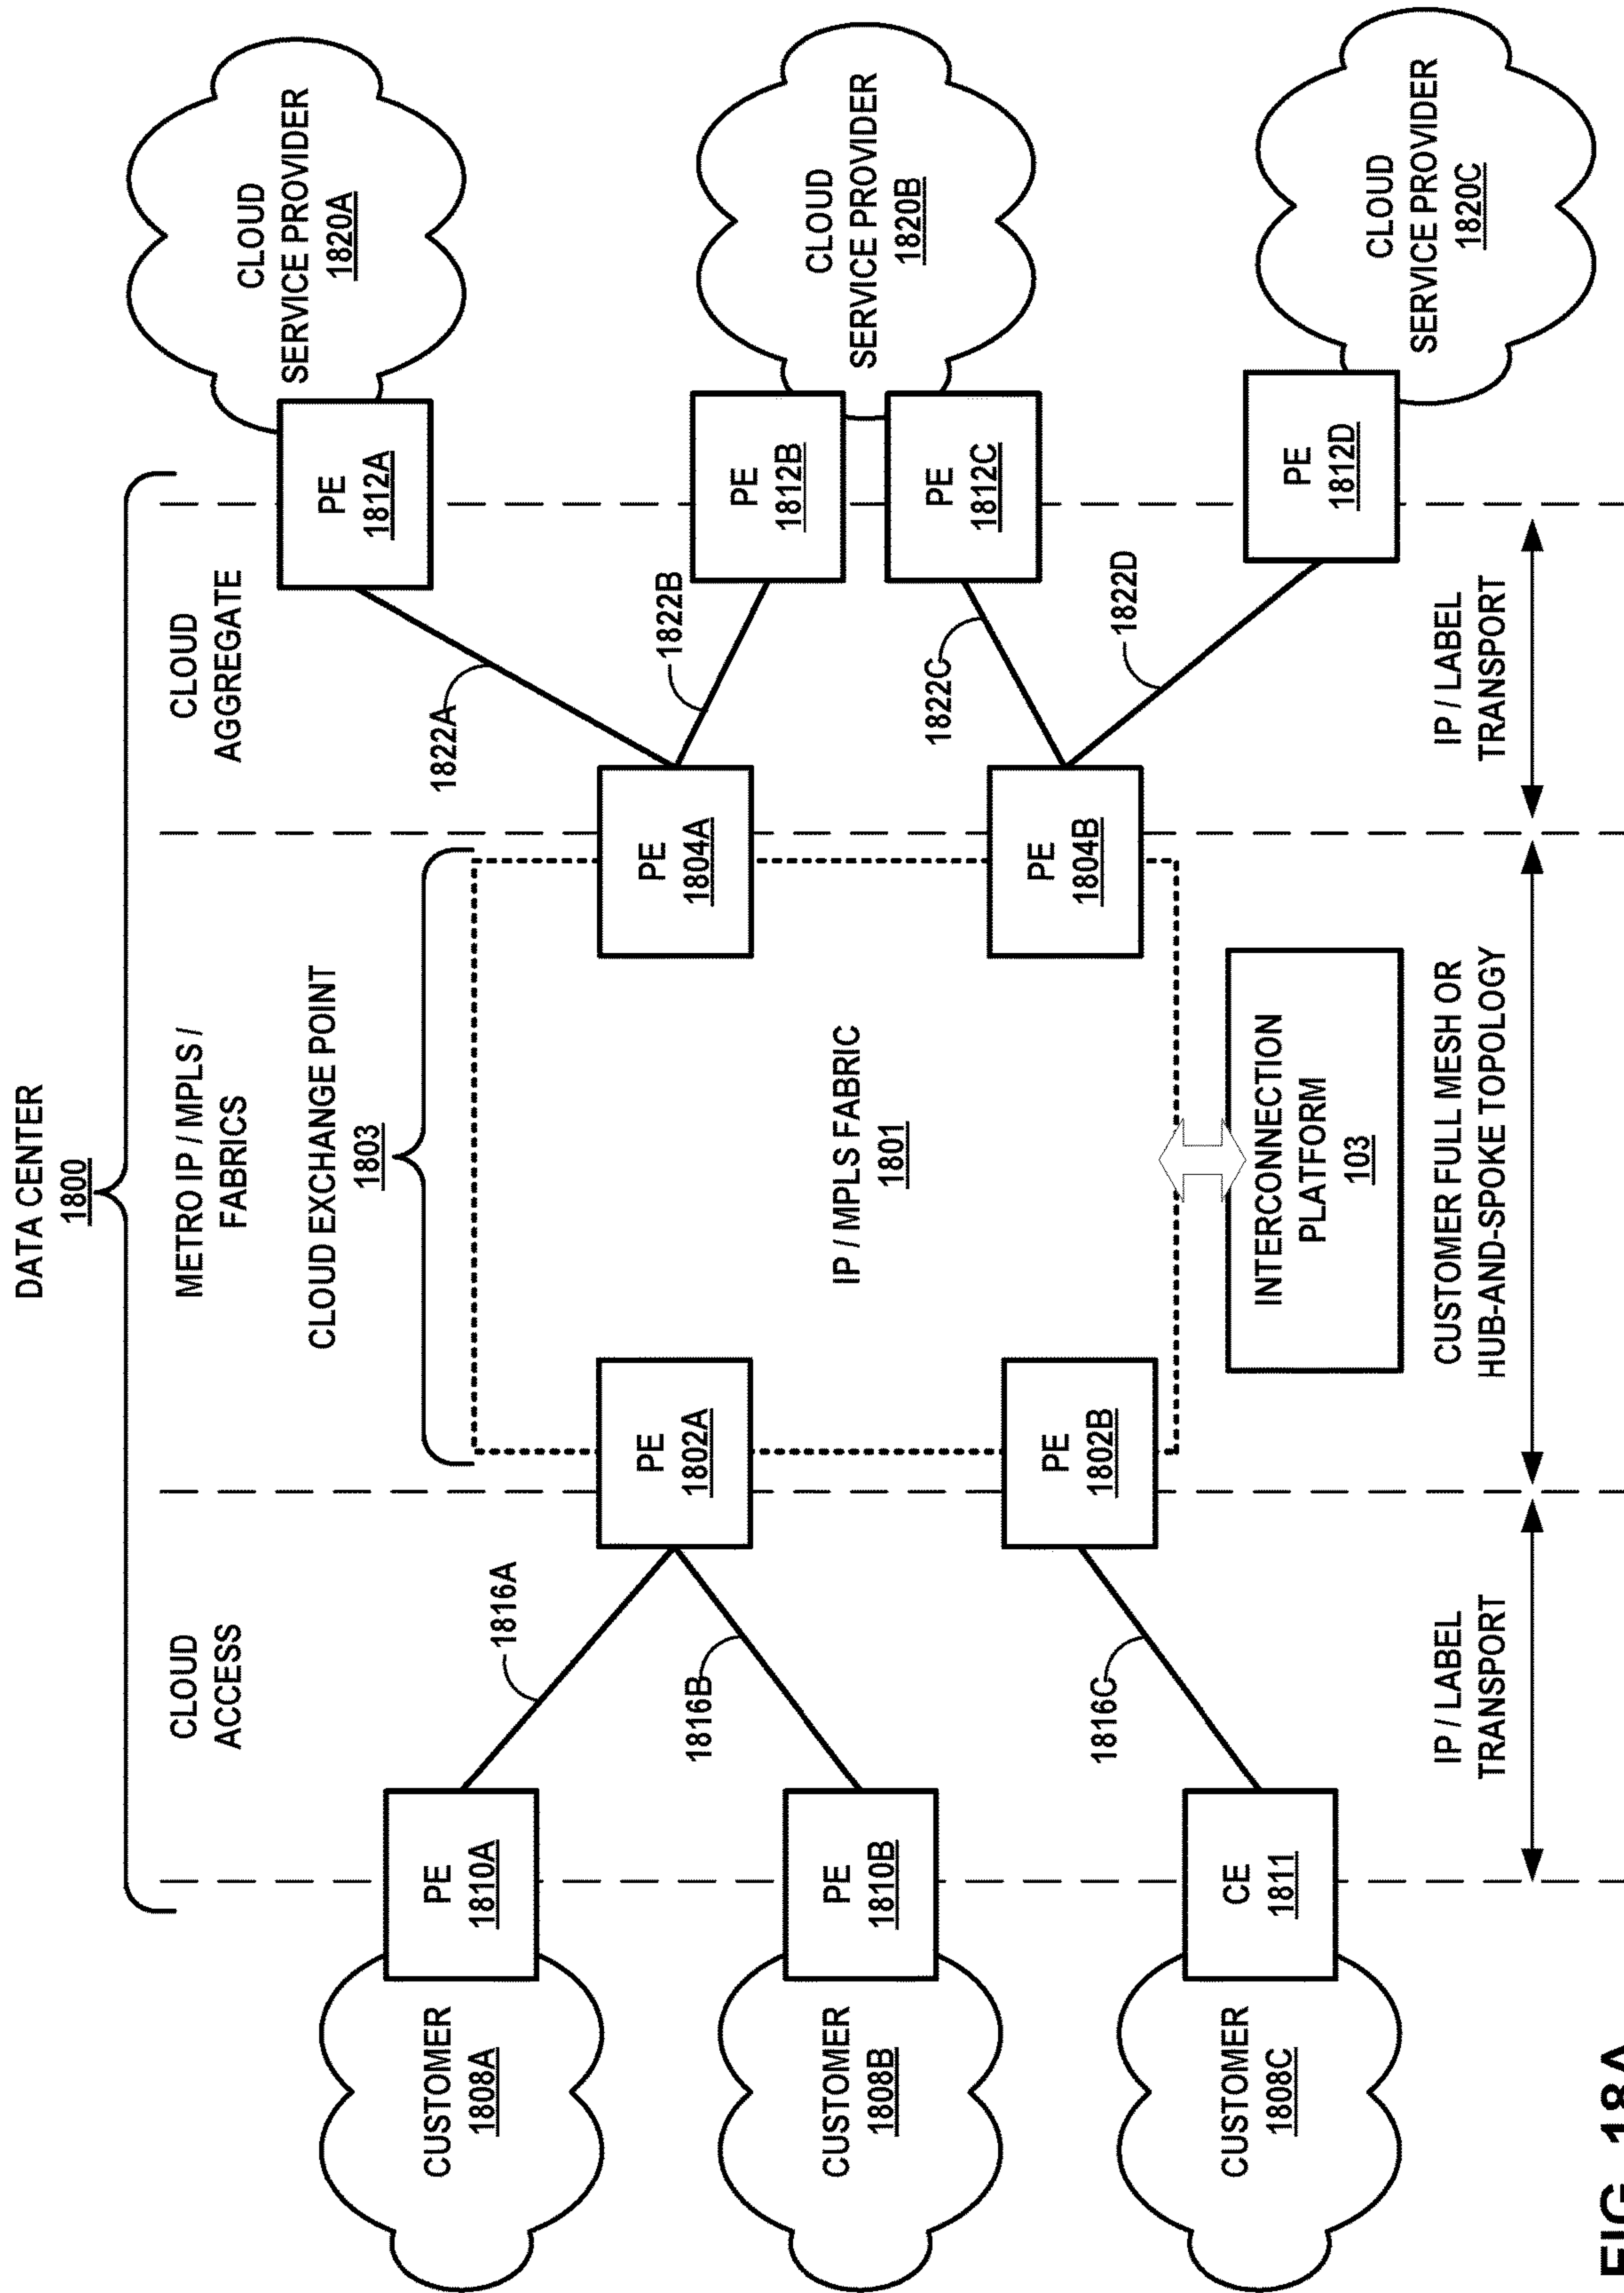 DATA CENTER
1800
CLOUD
ACCESS
METRO IP / MPLS /
FABRICS
CLOUD
AGGREGATE
CLOUD EXCHANGE POINT
1803
CUSTOMER
1808A
PE
1810A
1816A
PE
1802A
PE
1804A
1822A
PE
1812A
CLOUD
SERVICE PROVIDER
1820A
CUSTOMER
1808B
PE
1810B
1816B
IP / MPLS FABRIC
1801
1822B
PE
1812B
CLOUD
SERVICE PROVIDER
1820B
1822C
PE
1812C
CUSTOMER
1808C
CE
1811
1816C
PE
1802B
PE
1804B
1822D
PE
1812D
CLOUD
SERVICE PROVIDER
1820C
INTERCONNECTION
PLATFORM
103
IP / LABEL
TRANSPORT
CUSTOMER FULL MESH OR
HUB-AND-SPOKE TOPOLOGY
IP / LABEL
TRANSPORT
FIG. 18A